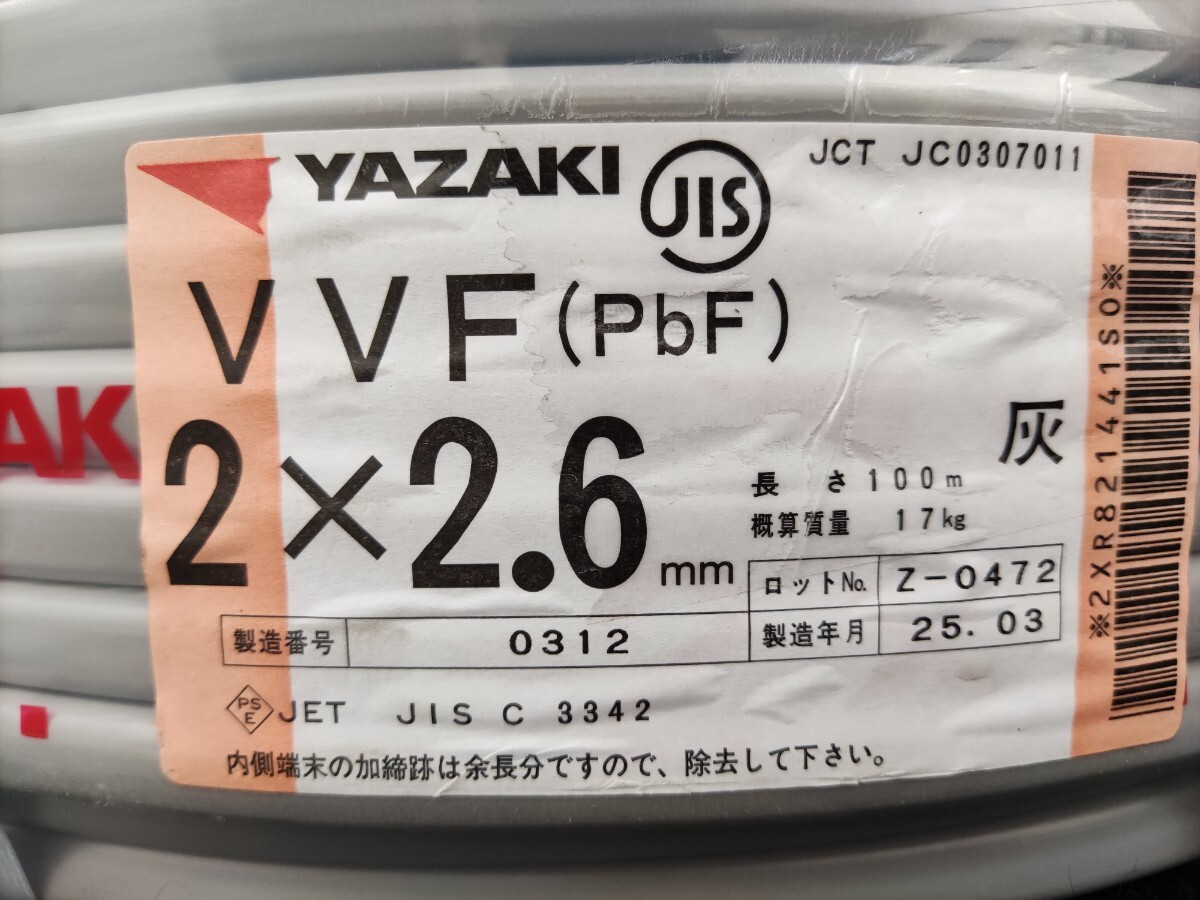 YAZAKI JIS JCT JC0307011
VVF(PbF)
2×2.6mm
灰
長さ100m
概算質量 17kg
ロットNo. Z-0472
製造番号 0312 製造年月 25.03
PSE JET JIS C 3342
内側端末の加締跡は余長分ですので、除去して下さい。
※2XR821441S0※
AK